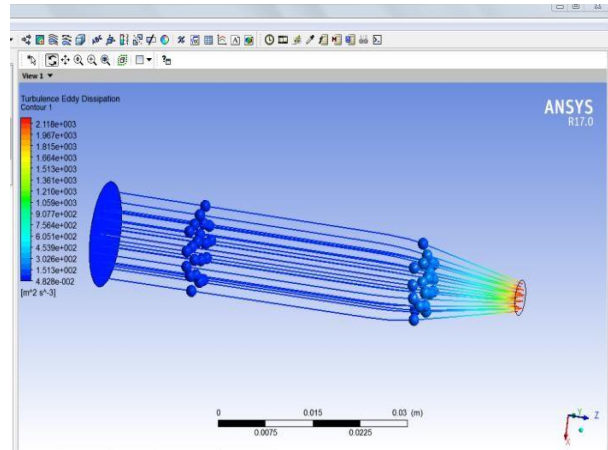 View 1
Turbulence Eddy Dissipation
Contour 1
2.118e+003
1.967e+003
1.815e+003
1.664e+003
1.513e+003
1.361e+003
1.210e+003
1.059e+003
9.077e+002
7.564e+002
6.051e+002
4.539e+002
3.026e+002
1.513e+002
4.828e-002
[m^2 s^-3]
ANSYS
R17.0
0 0.015 0.03 (m)
0.0075 0.0225
Y
Z
X